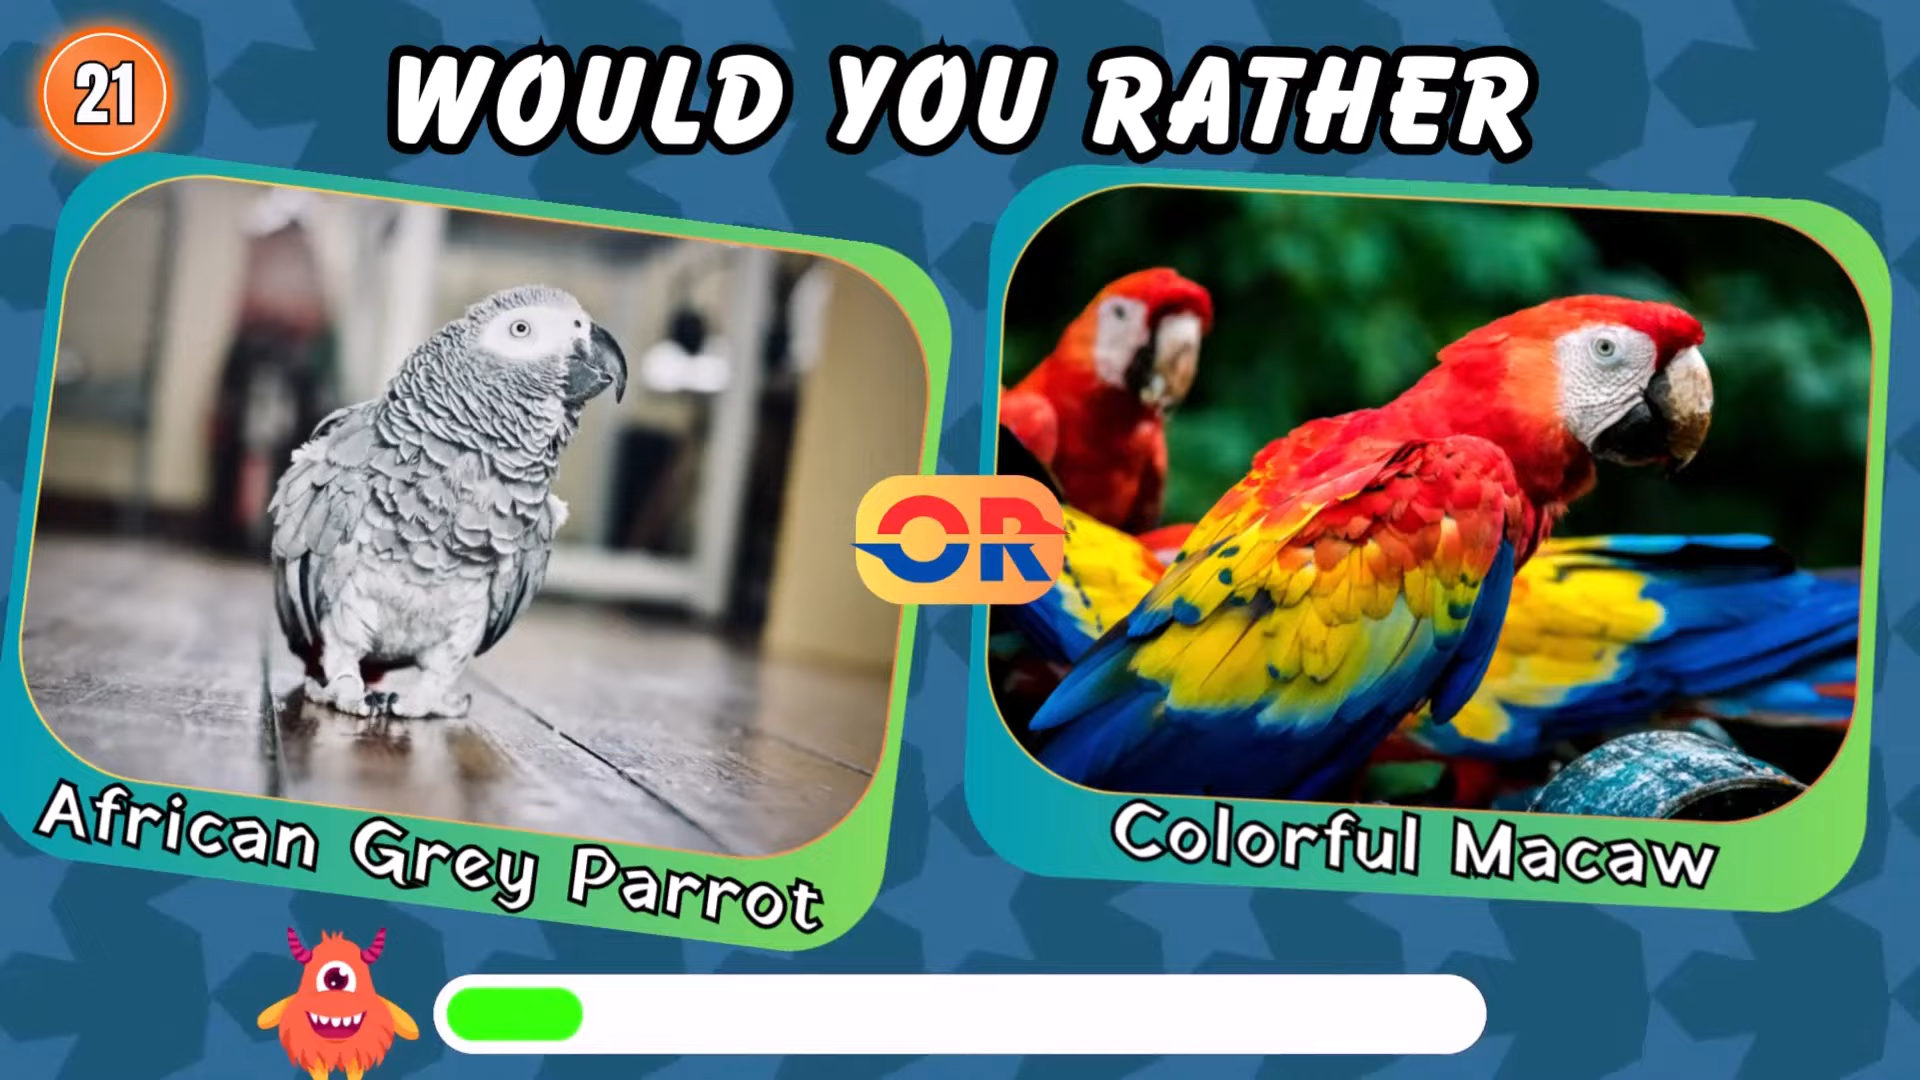 21
WOULD YOU RATHER
OR
African Grey Parrot
Colorful Macaw